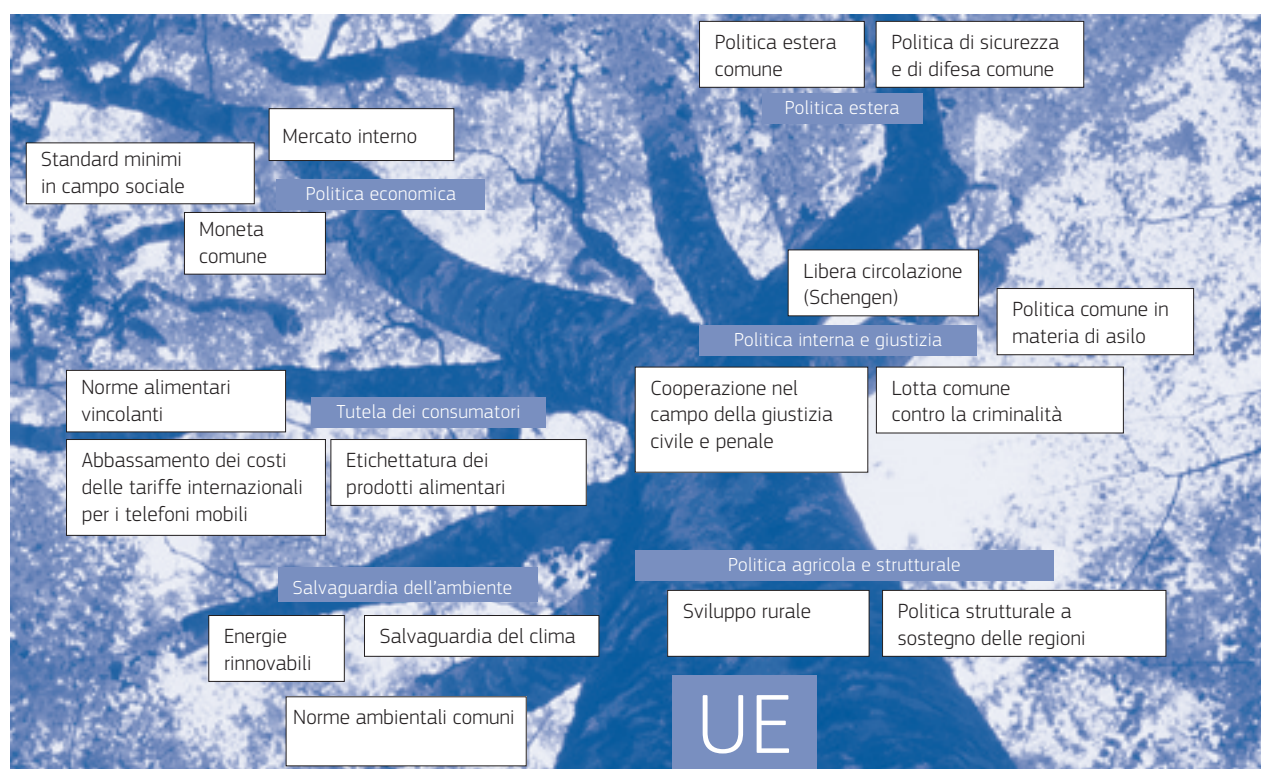 Politica estera
comune
Politica di sicurezza
e di difesa comune
Politica estera
Mercato interno
Standard minimi
in campo sociale
Politica economica
Moneta
comune
Libera circolazione
(Schengen)
Politica comune in
materia di asilo
Politica interna e giustizia
Cooperazione nel
campo della giustizia
civile e penale
Lotta comune
contro la criminalità
Norme alimentari
vincolanti
Tutela dei consumatori
Abbassamento dei costi
delle tariffe internazionali
per i telefoni mobili
Etichettatura dei
prodotti alimentari
Politica agricola e strutturale
Sviluppo rurale
Politica strutturale a
sostegno delle regioni
Salvaguardia dell'ambiente
Energie
rinnovabili
Salvaguardia del clima
Norme ambientali comuni
UE